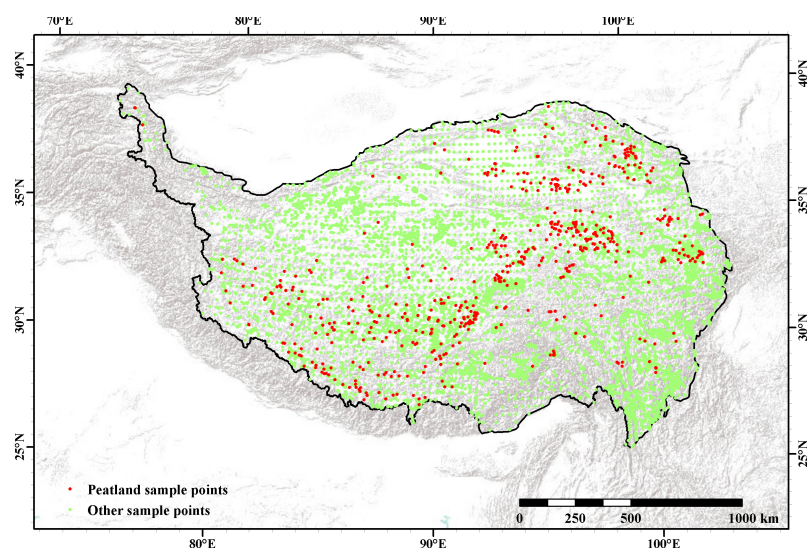 70°E 80°E 90°E 100°E
40°N 40°N
35°N 35°N
30°N 30°N
25°N 25°N
Peatland sample points
Other sample points
0 250 500 1000 km
80°E 90°E 100°E